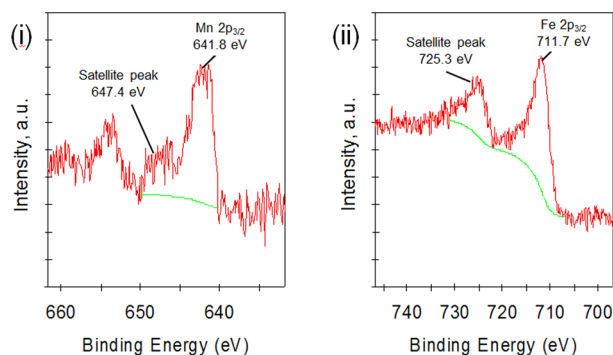 (i)
Mn 2p3/2
641.8 eV
Satellite peak
647.4 eV
Intensity, a.u.
660 650 640
Binding Energy (eV)
(ii)
Fe 2p3/2
711.7 eV
Satellite peak
725.3 eV
Intensity, a.u.
740 730 720 710 700
Binding Energy (eV)